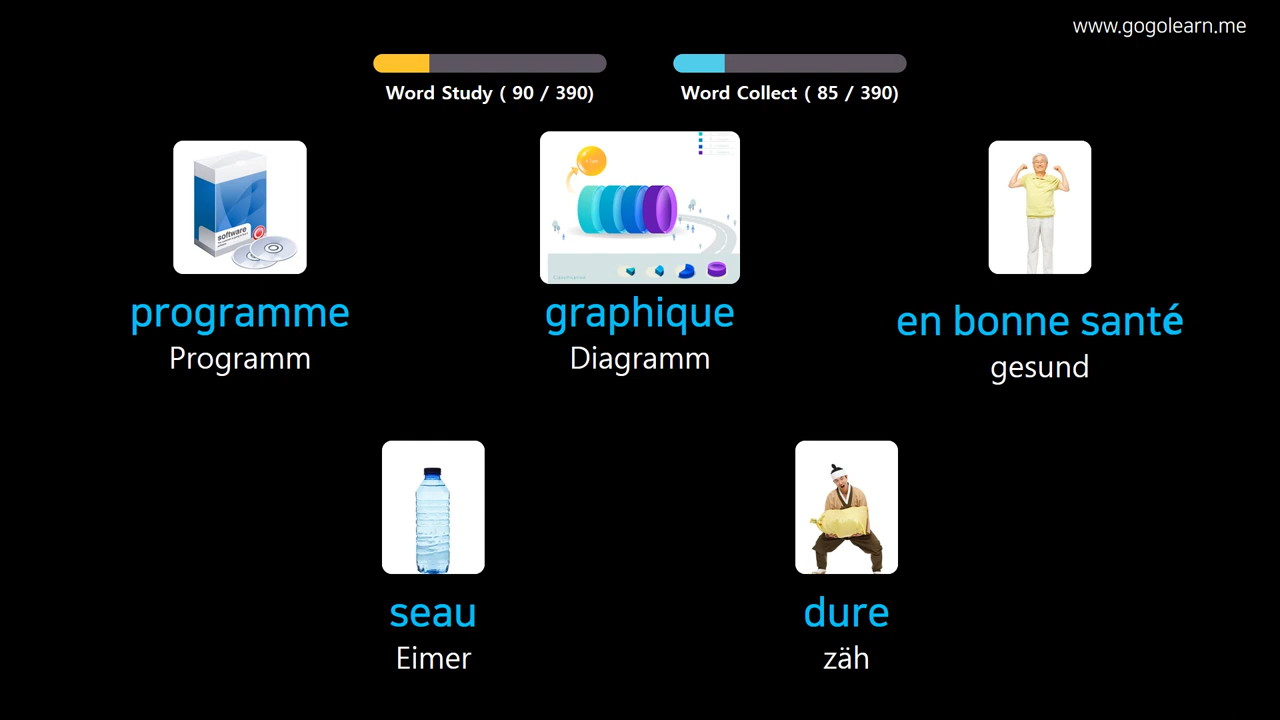 www.gogolearn.me
Word Study ( 90 / 390)
Word Collect ( 85 / 390)
software
programme
Programm
graphique
Diagramm
en bonne santé
gesund
seau
Eimer
dure
zäh